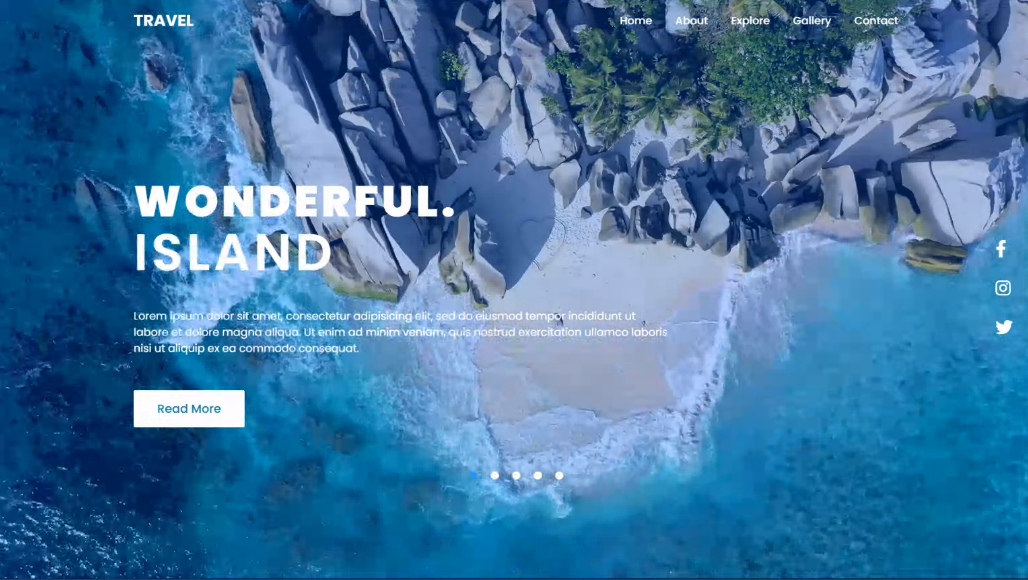 TRAVEL
Home About Explore Gallery Contact
WONDERFUL.
ISLAND
Lorem ipsum dolor sit amet, consectetur adipisicing elit, sed do eiusmod tempor incididunt ut
labore et dolore magna aliqua. Ut enim ad minim veniam, quis nostrud exercitation ullamco laboris
nisi ut aliquip ex ea commodo consequat.
Read More